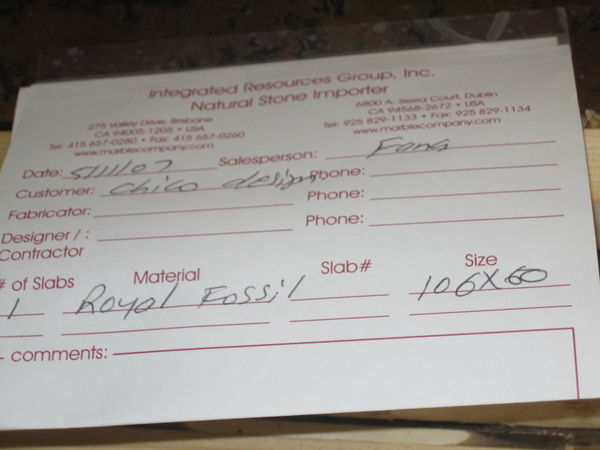 Integrated Resources Group, Inc.
Natural Stone Importer
275 Valley Drive, Brisbane
CA 94005-1205 • USA
Tel: 415 657-0280 • Fax: 415 657-0260
www.marblecompany.com
6800 A- Sierra Court, Dublin
CA 94568-2672 • USA
Tel: 925 829-1133 • Fax: 925 829-1134
www.marblecompany.com
Date: 5/11/07 Salesperson: Fang
Customer: Chico designs Phone:
Fabricator: Phone:
Designer / : Phone:
Contractor
# of Slabs Material Slab# Size
1 Royal Fossil 106X60
comments: